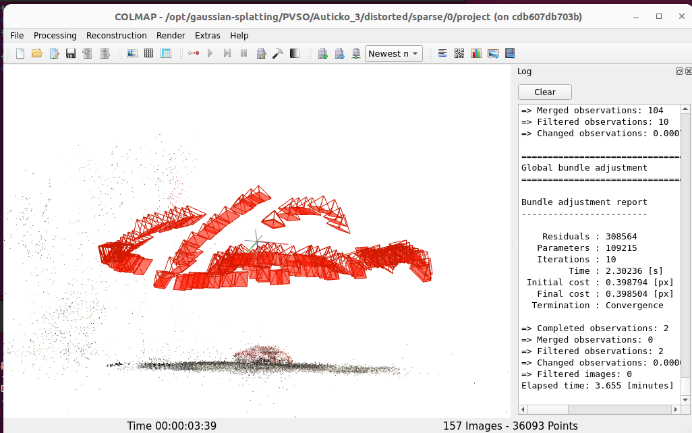 COLMAP - /opt/gaussian-splatting/PVSO/Auticko_3/distorted/sparse/0/project (on cdb607db703b)
File Processing Reconstruction Render Extras Help
Newest n
Log
Clear
=> Merged observations: 104
=> Filtered observations: 10
=> Changed observations: 0.000
==============================
Global bundle adjustment
==============================
Bundle adjustment report
------------------------
Residuals : 308564
Parameters : 109215
Iterations : 10
Time : 2.30236 [s]
Initial cost : 0.398794 [px]
Final cost : 0.398504 [px]
Termination : Convergence
=> Completed observations: 2
=> Merged observations: 0
=> Filtered observations: 2
=> Changed observations: 0.000
=> Filtered images: 0
Elapsed time: 3.655 [minutes]
Time 00:00:03:39
157 Images - 36093 Points